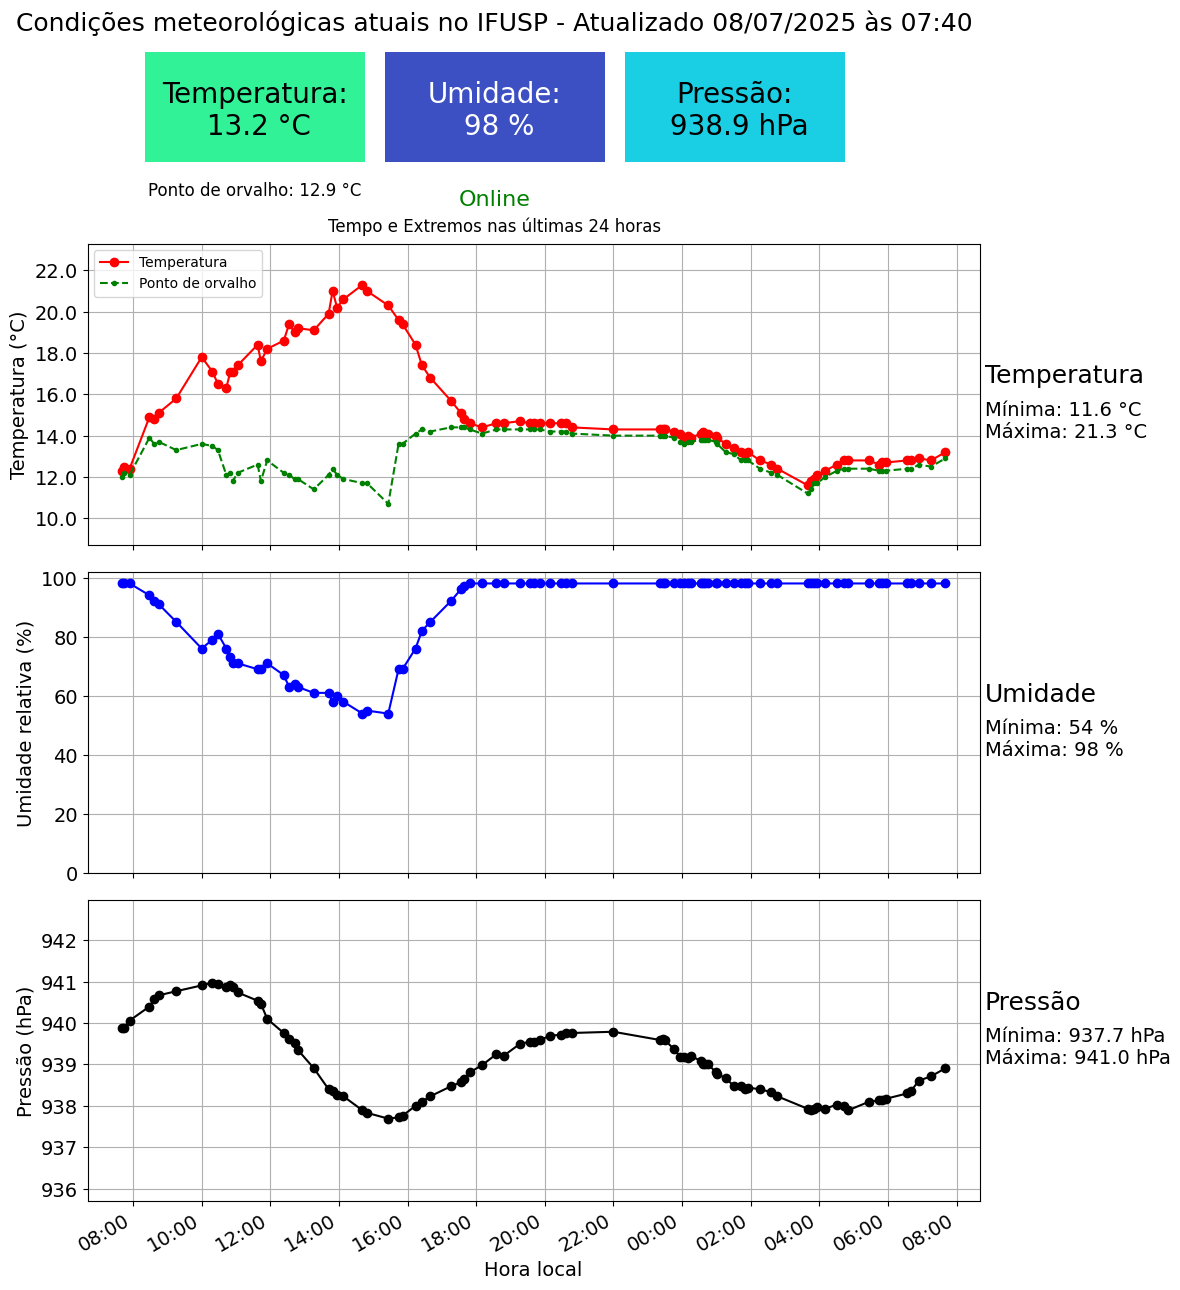 Condições meteorológicas atuais no IFUSP - Atualizado 08/07/2025 às 07:40
Temperatura:
13.2 °C
Umidade:
98 %
Pressão:
938.9 hPa
Ponto de orvalho: 12.9 °C
Online
Tempo e Extremos nas últimas 24 horas
Temperatura
Ponto de orvalho
Temperatura (°C)
22.0
20.0
18.0
16.0
14.0
12.0
10.0
Temperatura
Mínima: 11.6 °C
Máxima: 21.3 °C
Umidade relativa (%)
100
80
60
40
20
0
Umidade
Mínima: 54 %
Máxima: 98 %
Pressão (hPa)
942
941
940
939
938
937
936
Pressão
Mínima: 937.7 hPa
Máxima: 941.0 hPa
08:00
10:00
12:00
14:00
16:00
18:00
20:00
22:00
00:00
02:00
04:00
06:00
08:00
Hora local